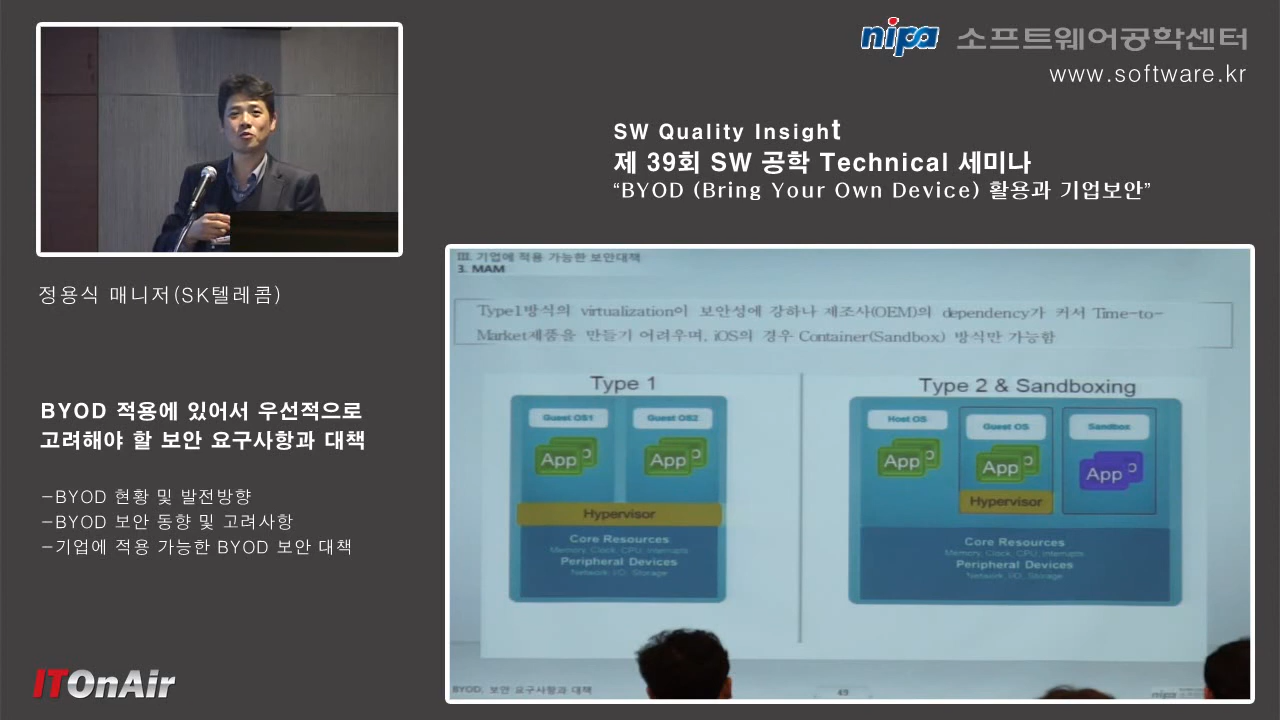 nipa 소프트웨어공학센터
www.software.kr
SW Quality Insight
제 39회 SW 공학 Technical 세미나
“BYOD (Bring Your Own Device) 활용과 기업보안”
정용식 매니저(SK텔레콤)
BYOD 적용에 있어서 우선적으로
고려해야 할 보안 요구사항과 대책
-BYOD 현황 및 발전방향
-BYOD 보안 동향 및 고려사항
-기업에 적용 가능한 BYOD 보안 대책
ITOnAir
III. 기업에 적용 가능한 보안대책
3. MAM
Type1방식의 virtualization이 보안성에 강하나 제조사(OEM)의 dependency가 커서 Time-to-
Market제품을 만들기 어려우며, iOS의 경우 Container(Sandbox) 방식만 가능함
Type 1
Guest OS1
Guest OS2
App
App
Hypervisor
Core Resources
Memory, Clock, CPU, Interrupts
Peripheral Devices
Network, I/O, Storage
Type 2 & Sandboxing
Host OS
Guest OS
Sandbox
App
App
App
Hypervisor
Core Resources
Memory, Clock, CPU, Interrupts
Peripheral Devices
Network, I/O, Storage
BYOD, 보안 요구사항과 대책
49
nipa